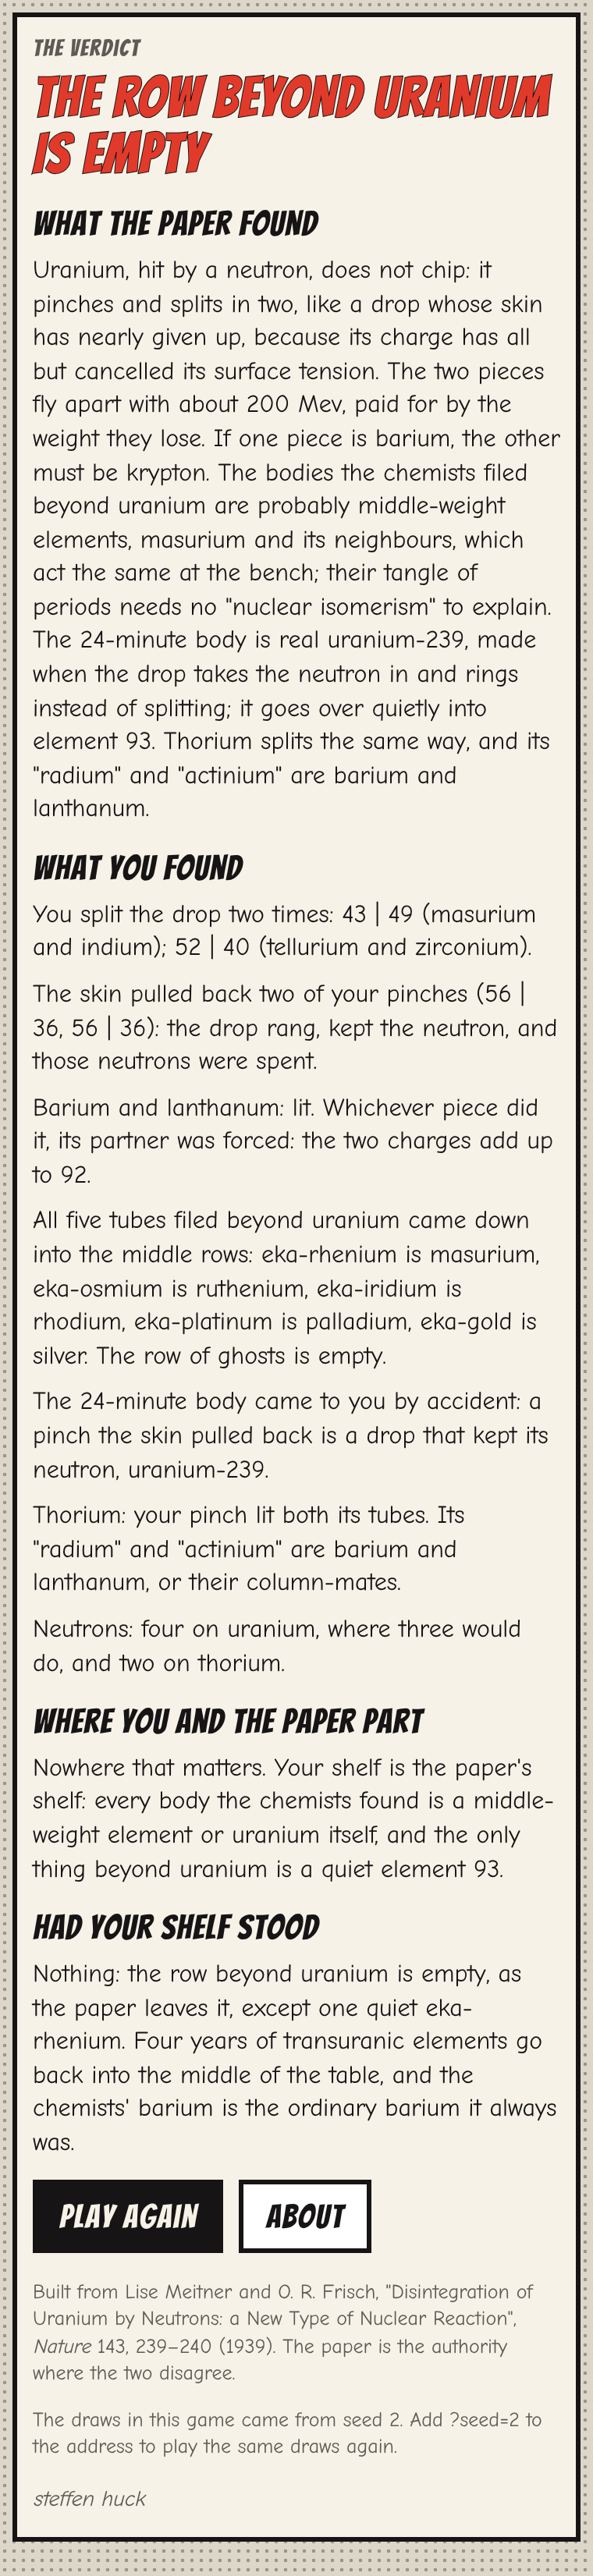 THE VERDICT
THE ROW BEYOND URANIUM
IS EMPTY
WHAT THE PAPER FOUND
Uranium, hit by a neutron, does not chip: it
pinches and splits in two, like a drop whose skin
has nearly given up, because its charge has all
but cancelled its surface tension. The two pieces
fly apart with about 200 Mev, paid for by the
weight they lose. If one piece is barium, the other
must be krypton. The bodies the chemists filed
beyond uranium are probably middle-weight
elements, masurium and its neighbours, which
act the same at the bench; their tangle of
periods needs no "nuclear isomerism" to explain.
The 24-minute body is real uranium-239, made
when the drop takes the neutron in and rings
instead of splitting; it goes over quietly into
element 93. Thorium splits the same way, and its
"radium" and "actinium" are barium and
lanthanum.
WHAT YOU FOUND
You split the drop two times: 43 | 49 (masurium
and indium); 52 | 40 (tellurium and zirconium).
The skin pulled back two of your pinches (56 |
36, 56 | 36): the drop rang, kept the neutron, and
those neutrons were spent.
Barium and lanthanum: lit. Whichever piece did
it, its partner was forced: the two charges add up
to 92.
All five tubes filed beyond uranium came down
into the middle rows: eka-rhenium is masurium,
eka-osmium is ruthenium, eka-iridium is
rhodium, eka-platinum is palladium, eka-gold is
silver. The row of ghosts is empty.
The 24-minute body came to you by accident: a
pinch the skin pulled back is a drop that kept its
neutron, uranium-239.
Thorium: your pinch lit both its tubes. Its
"radium" and "actinium" are barium and
lanthanum, or their column-mates.
Neutrons: four on uranium, where three would
do, and two on thorium.
WHERE YOU AND THE PAPER PART
Nowhere that matters. Your shelf is the paper's
shelf: every body the chemists found is a middle-
weight element or uranium itself, and the only
thing beyond uranium is a quiet element 93.
HAD YOUR SHELF STOOD
Nothing: the row beyond uranium is empty, as
the paper leaves it, except one quiet eka-
rhenium. Four years of transuranic elements go
back into the middle of the table, and the
chemists' barium is the ordinary barium it always
was.
PLAY AGAIN ABOUT
Built from Lise Meitner and O. R. Frisch, "Disintegration of
Uranium by Neutrons: a New Type of Nuclear Reaction",
Nature 143, 239–240 (1939). The paper is the authority
where the two disagree.
The draws in this game came from seed 2. Add ?seed=2 to
the address to play the same draws again.
steffen huck